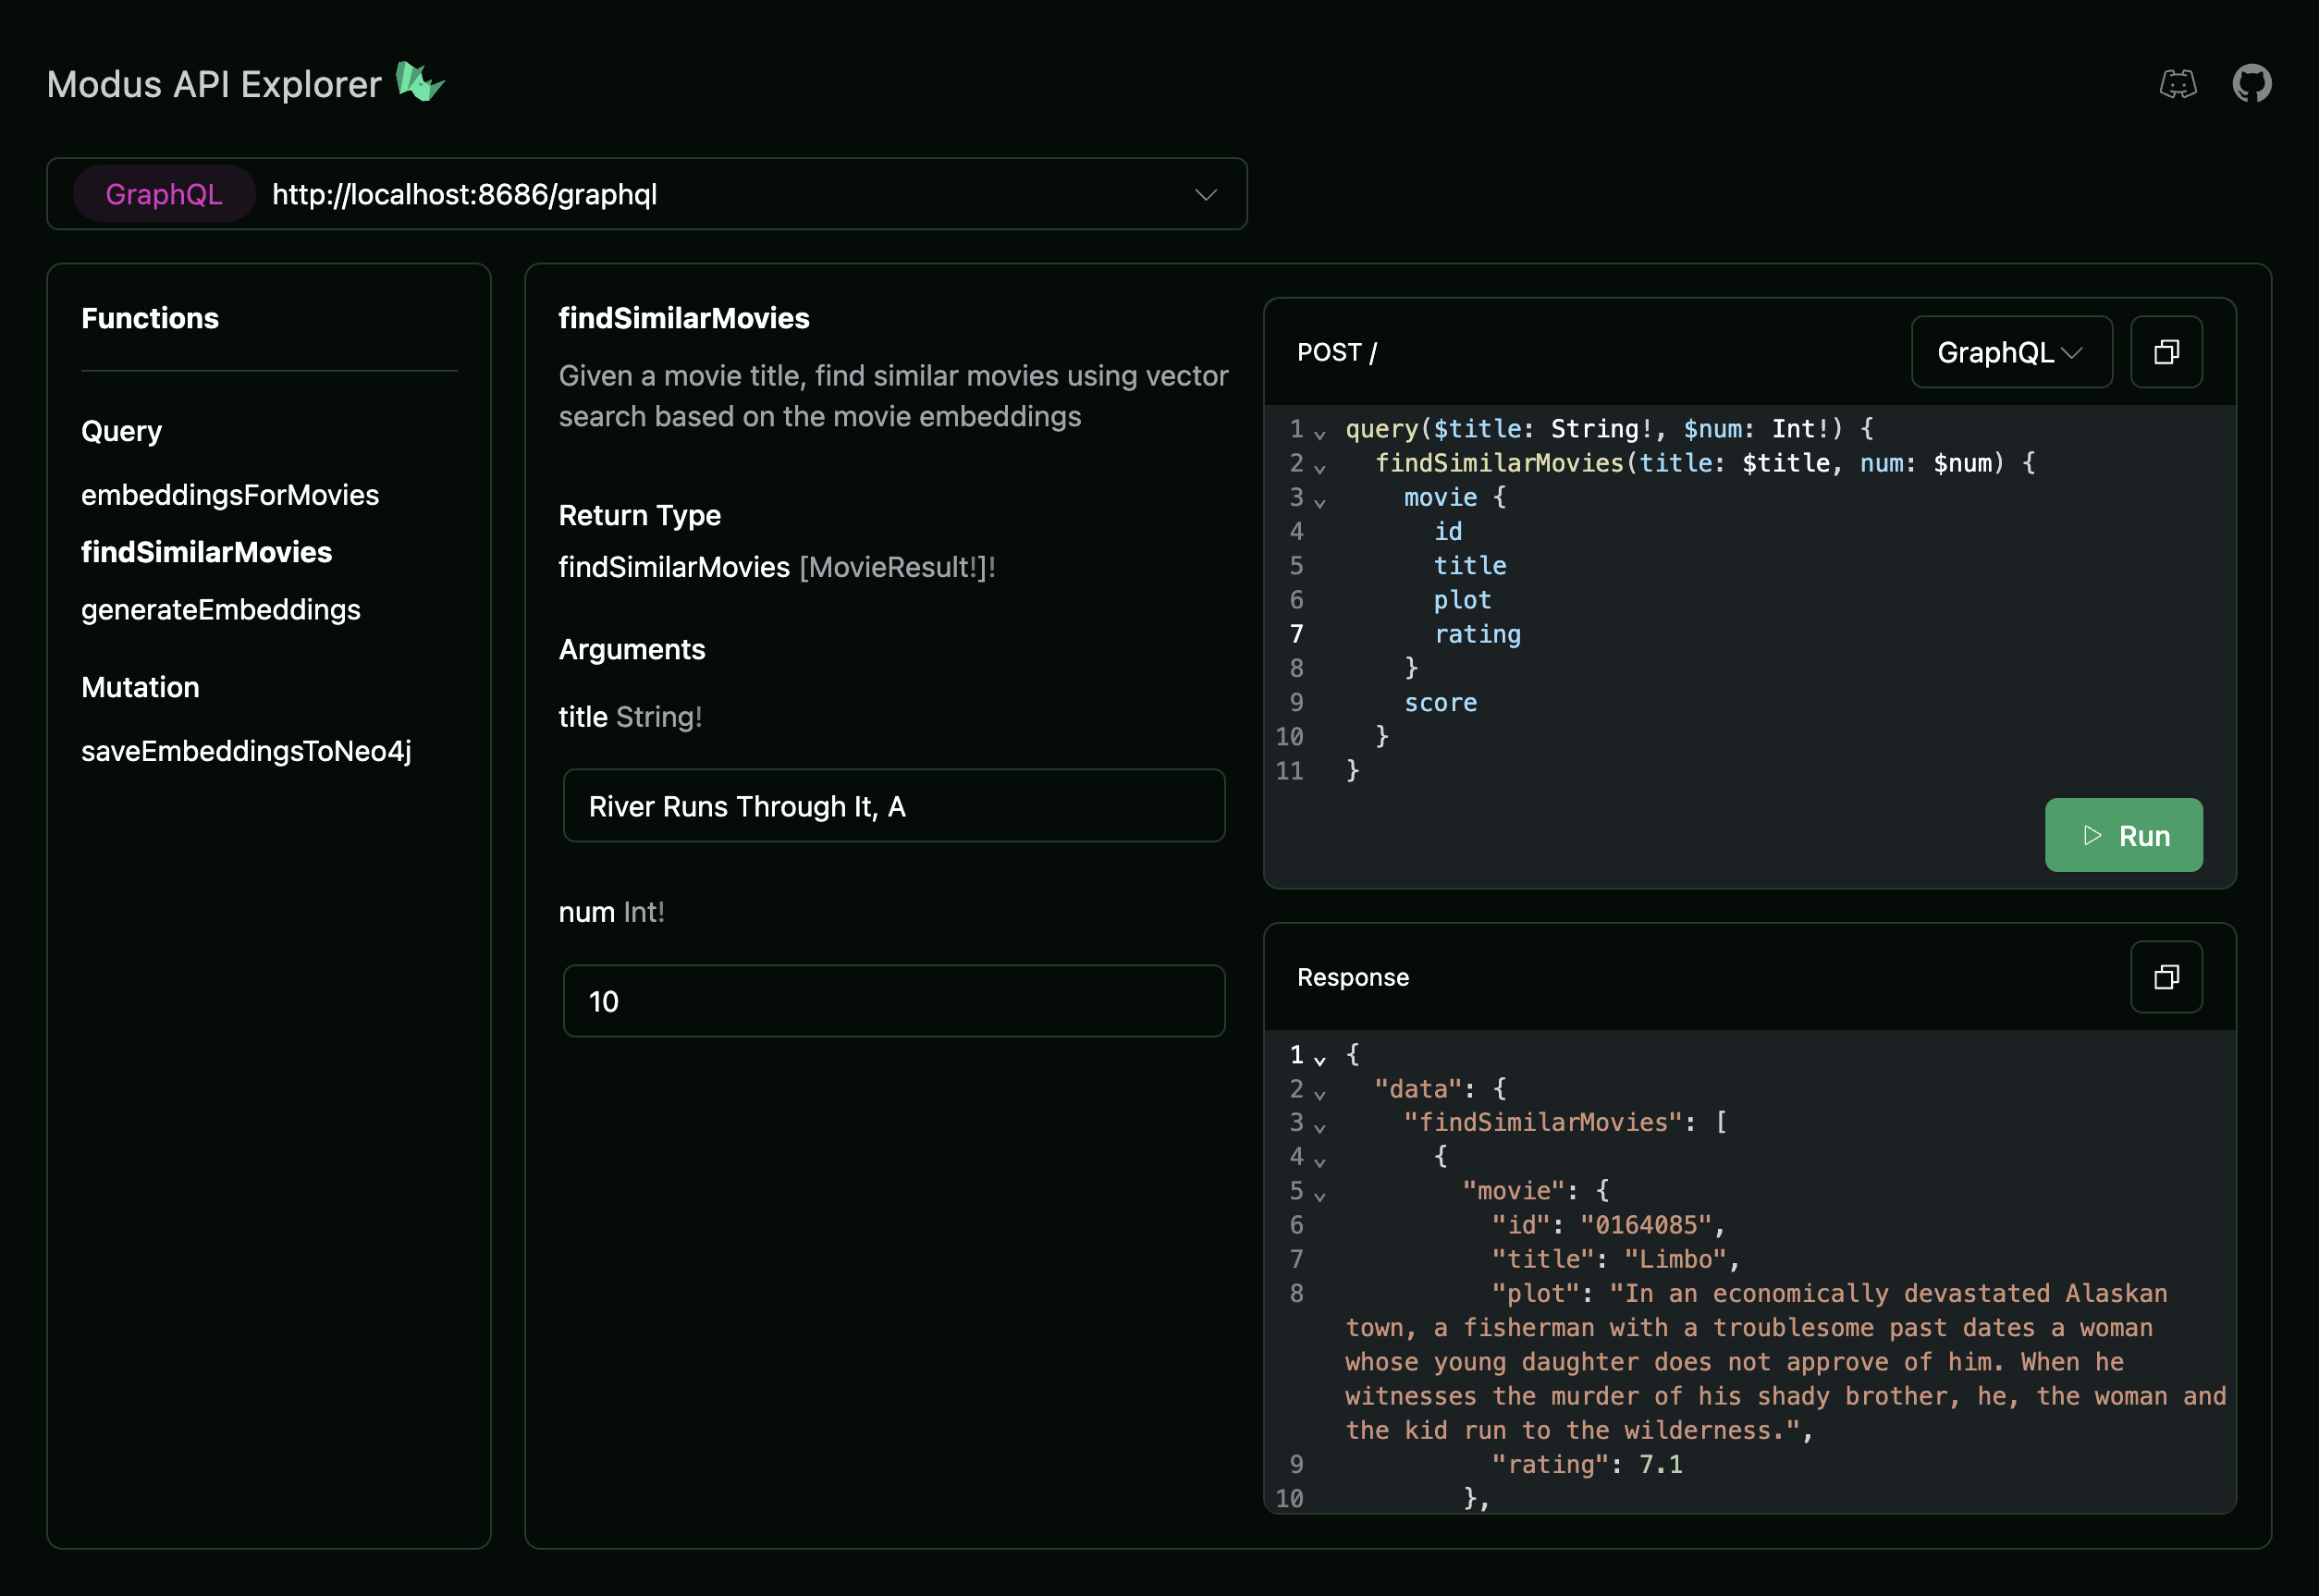 Modus API Explorer
GraphQL http://localhost:8686/graphql
Functions
Query
embeddingsForMovies
findSimilarMovies
generateEmbeddings
Mutation
saveEmbeddingsToNeo4j
findSimilarMovies
Given a movie title, find similar movies using vector
search based on the movie embeddings
Return Type
findSimilarMovies [MovieResult!]!
Arguments
title String!
River Runs Through It, A
num Int!
10
POST /
GraphQL
1 query($title: String!, $num: Int!) {
2 findSimilarMovies(title: $title, num: $num) {
3 movie {
4 id
5 title
6 plot
7 rating
8 }
9 score
10 }
11 }
Run
Response
1 {
2 "data": {
3 "findSimilarMovies": [
4 {
5 "movie": {
6 "id": "0164085",
7 "title": "Limbo",
8 "plot": "In an economically devastated Alaskan
town, a fisherman with a troublesome past dates a woman
whose young daughter does not approve of him. When he
witnesses the murder of his shady brother, he, the woman and
the kid run to the wilderness.",
9 "rating": 7.1
10 },